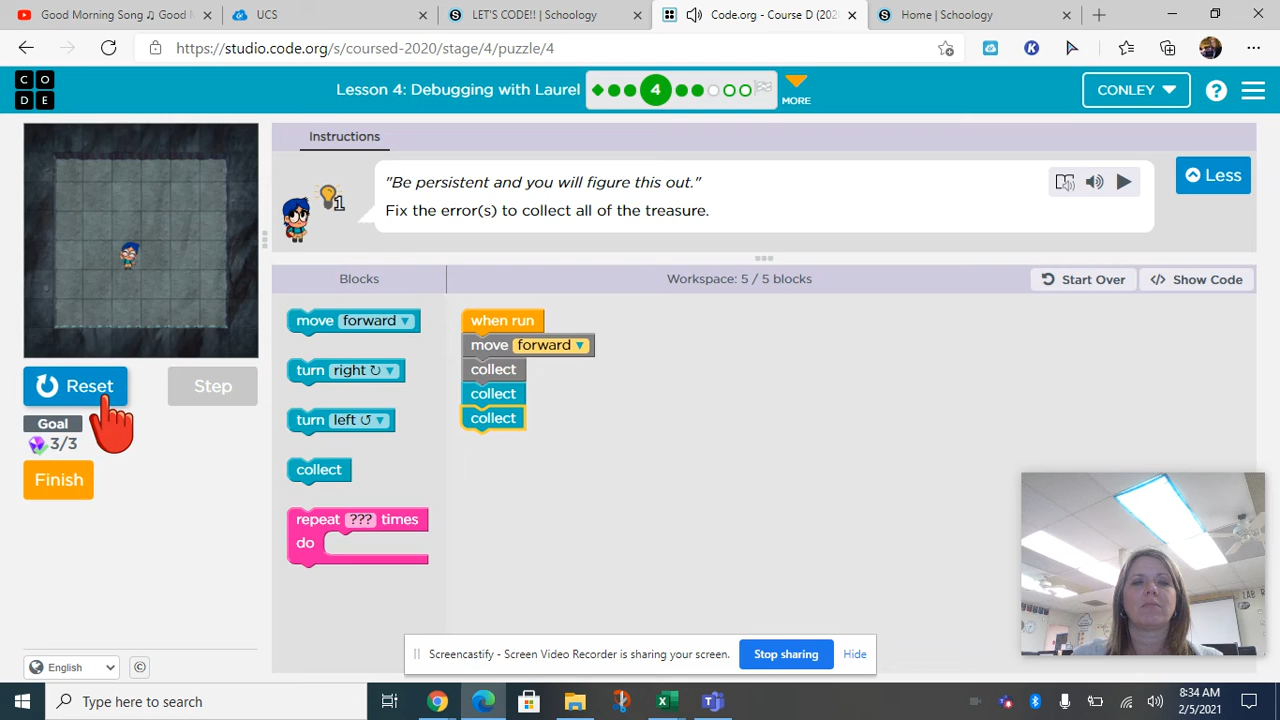 Good Morning Song ♫ Good M
UCS
LET'S CODE!! | Schoology
Code.org - Course D (202
Home | Schoology
https://studio.code.org/s/coursed-2020/stage/4/puzzle/4
C O
D E
Lesson 4: Debugging with Laurel
4
MORE
CONLEY
Instructions
"Be persistent and you will figure this out."
Fix the error(s) to collect all of the treasure.
1
Less
Blocks
Workspace: 5 / 5 blocks
Start Over
</> Show Code
move forward
turn right ↻
turn left ↺
collect
repeat ??? times
do
when run
move forward
collect
collect
collect
Reset
Step
Goal
3/3
Finish
LAB
Screencastify - Screen Video Recorder is sharing your screen.
Stop sharing
Hide
English
©
Type here to search
8:34 AM
2/5/2021